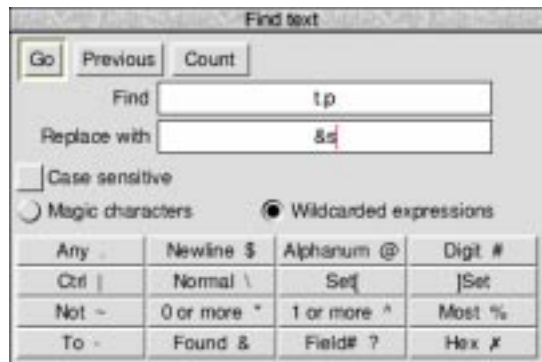 Find text
Go Previous Count
Find t.p
Replace with &s
Case sensitive
Magic characters Wildcarded expressions
Any . Newline $ Alphanum @ Digit #
Ctrl | Normal \ Set[ ]Set
Not ~ 0 or more * 1 or more ^ Most %
To - Found & Field# ? Hex ✗